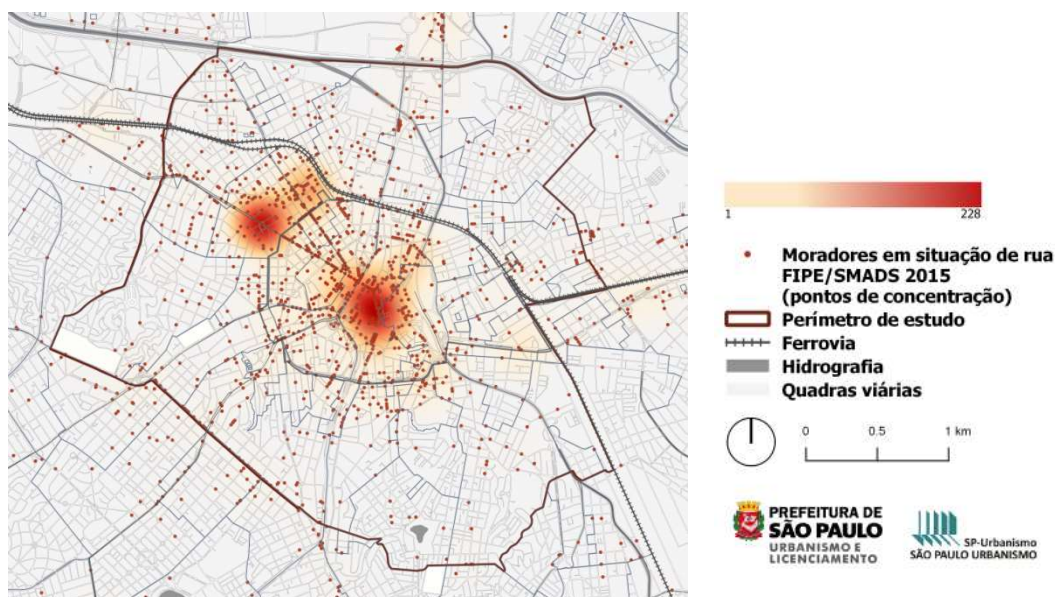 1
228
Moradores em situação de rua
FIPE/SMADS 2015
(pontos de concentração)
Perímetro de estudo
Ferrovia
Hidrografia
Quadras viárias
0 0.5 1 km
PREFEITURA DE
SÃO PAULO
URBANISMO E
LICENCIAMENTO
SP-Urbanismo
SÃO PAULO URBANISMO